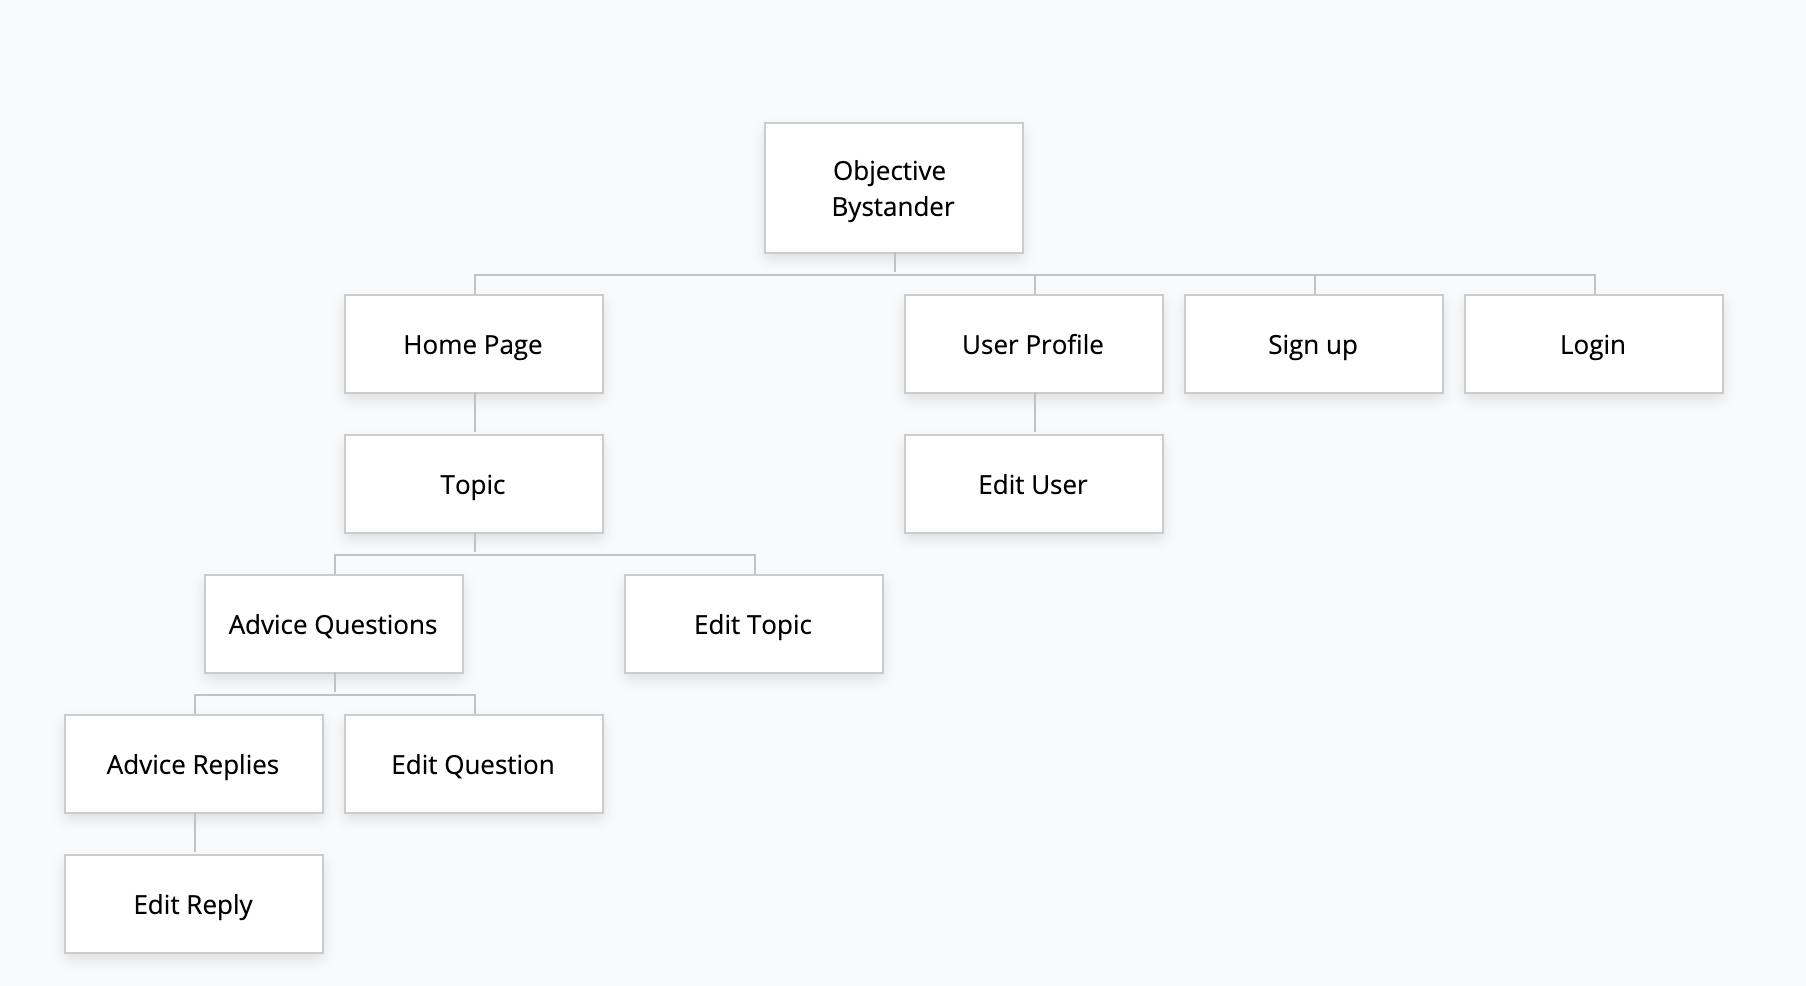 Objective
Bystander
Home Page
User Profile
Sign up
Login
Topic
Edit User
Advice Questions
Edit Topic
Advice Replies
Edit Question
Edit Reply